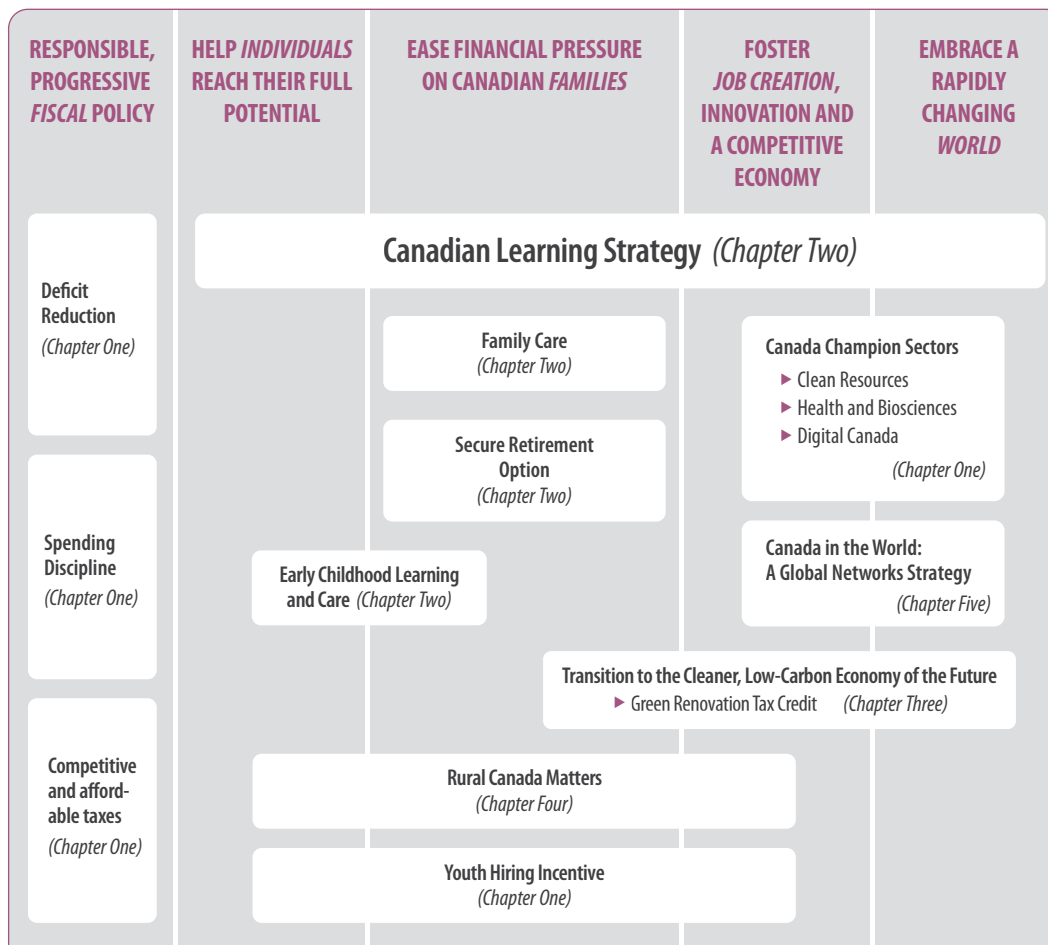 RESPONSIBLE,
PROGRESSIVE
FISCAL POLICY
HELP INDIVIDUALS
REACH THEIR FULL
POTENTIAL
EASE FINANCIAL PRESSURE
ON CANADIAN FAMILIES
FOSTER
JOB CREATION,
INNOVATION AND
A COMPETITIVE
ECONOMY
EMBRACE A
RAPIDLY
CHANGING
WORLD
Deficit
Reduction
(Chapter One)
Spending
Discipline
(Chapter One)
Competitive
and afford-
able taxes
(Chapter One)
Canadian Learning Strategy (Chapter Two)
Family Care
(Chapter Two)
Secure Retirement
Option
(Chapter Two)
Early Childhood Learning
and Care (Chapter Two)
Canada Champion Sectors
▶ Clean Resources
▶ Health and Biosciences
▶ Digital Canada
(Chapter One)
Canada in the World:
A Global Networks Strategy
(Chapter Five)
Transition to the Cleaner, Low-Carbon Economy of the Future
▶ Green Renovation Tax Credit (Chapter Three)
Rural Canada Matters
(Chapter Four)
Youth Hiring Incentive
(Chapter One)